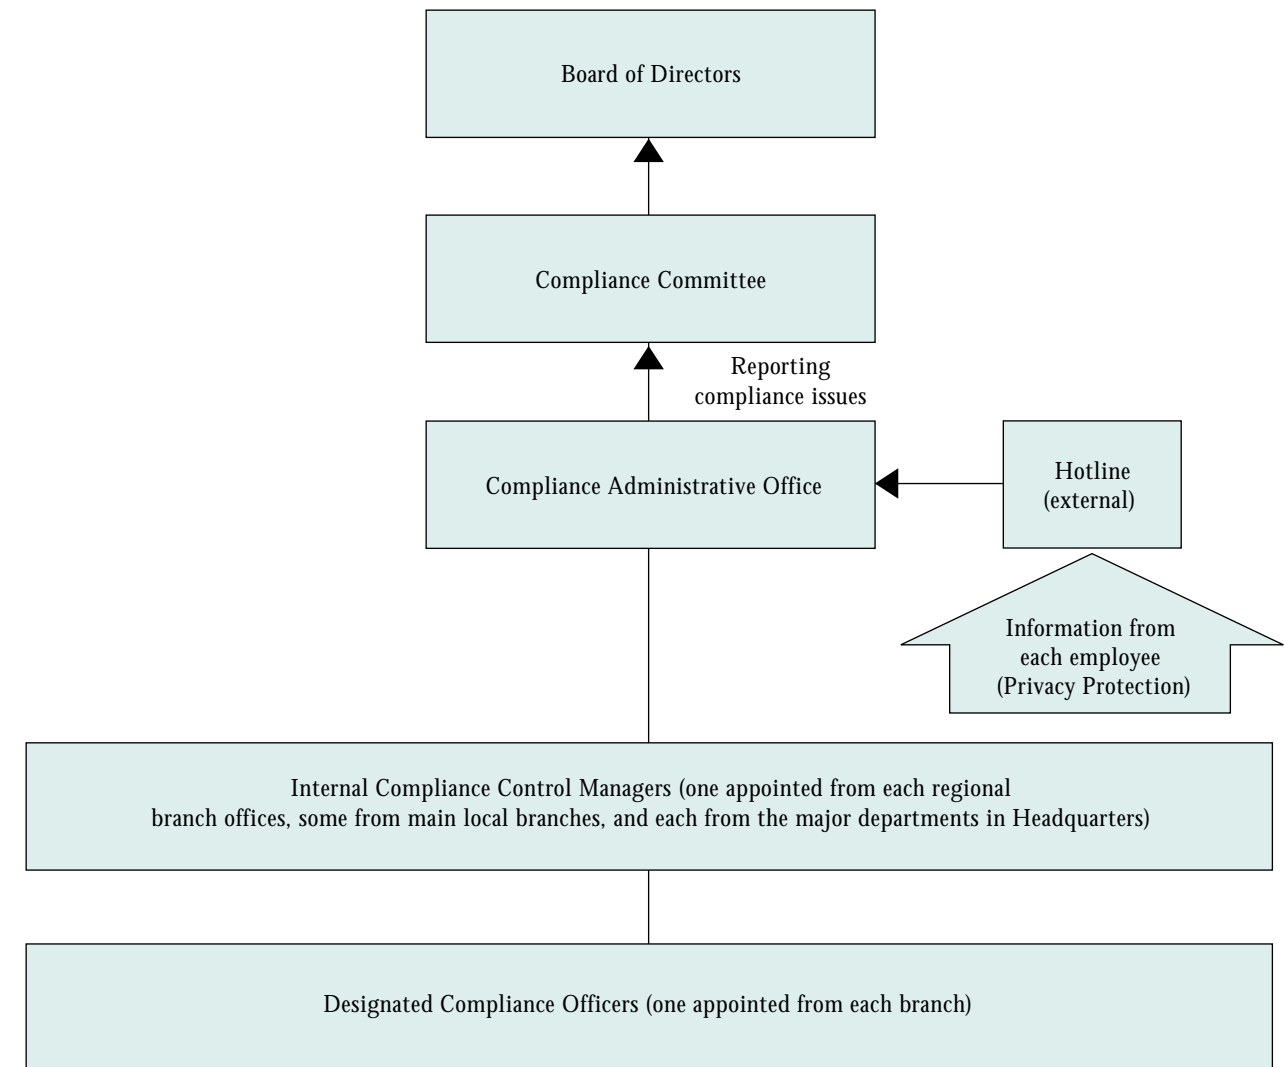 Board of Directors
Compliance Committee
Reporting
compliance issues
Compliance Administrative Office
Hotline
(external)
Information from
each employee
(Privacy Protection)
Internal Compliance Control Managers (one appointed from each regional
branch offices, some from main local branches, and each from the major departments in Headquarters)
Designated Compliance Officers (one appointed from each branch)